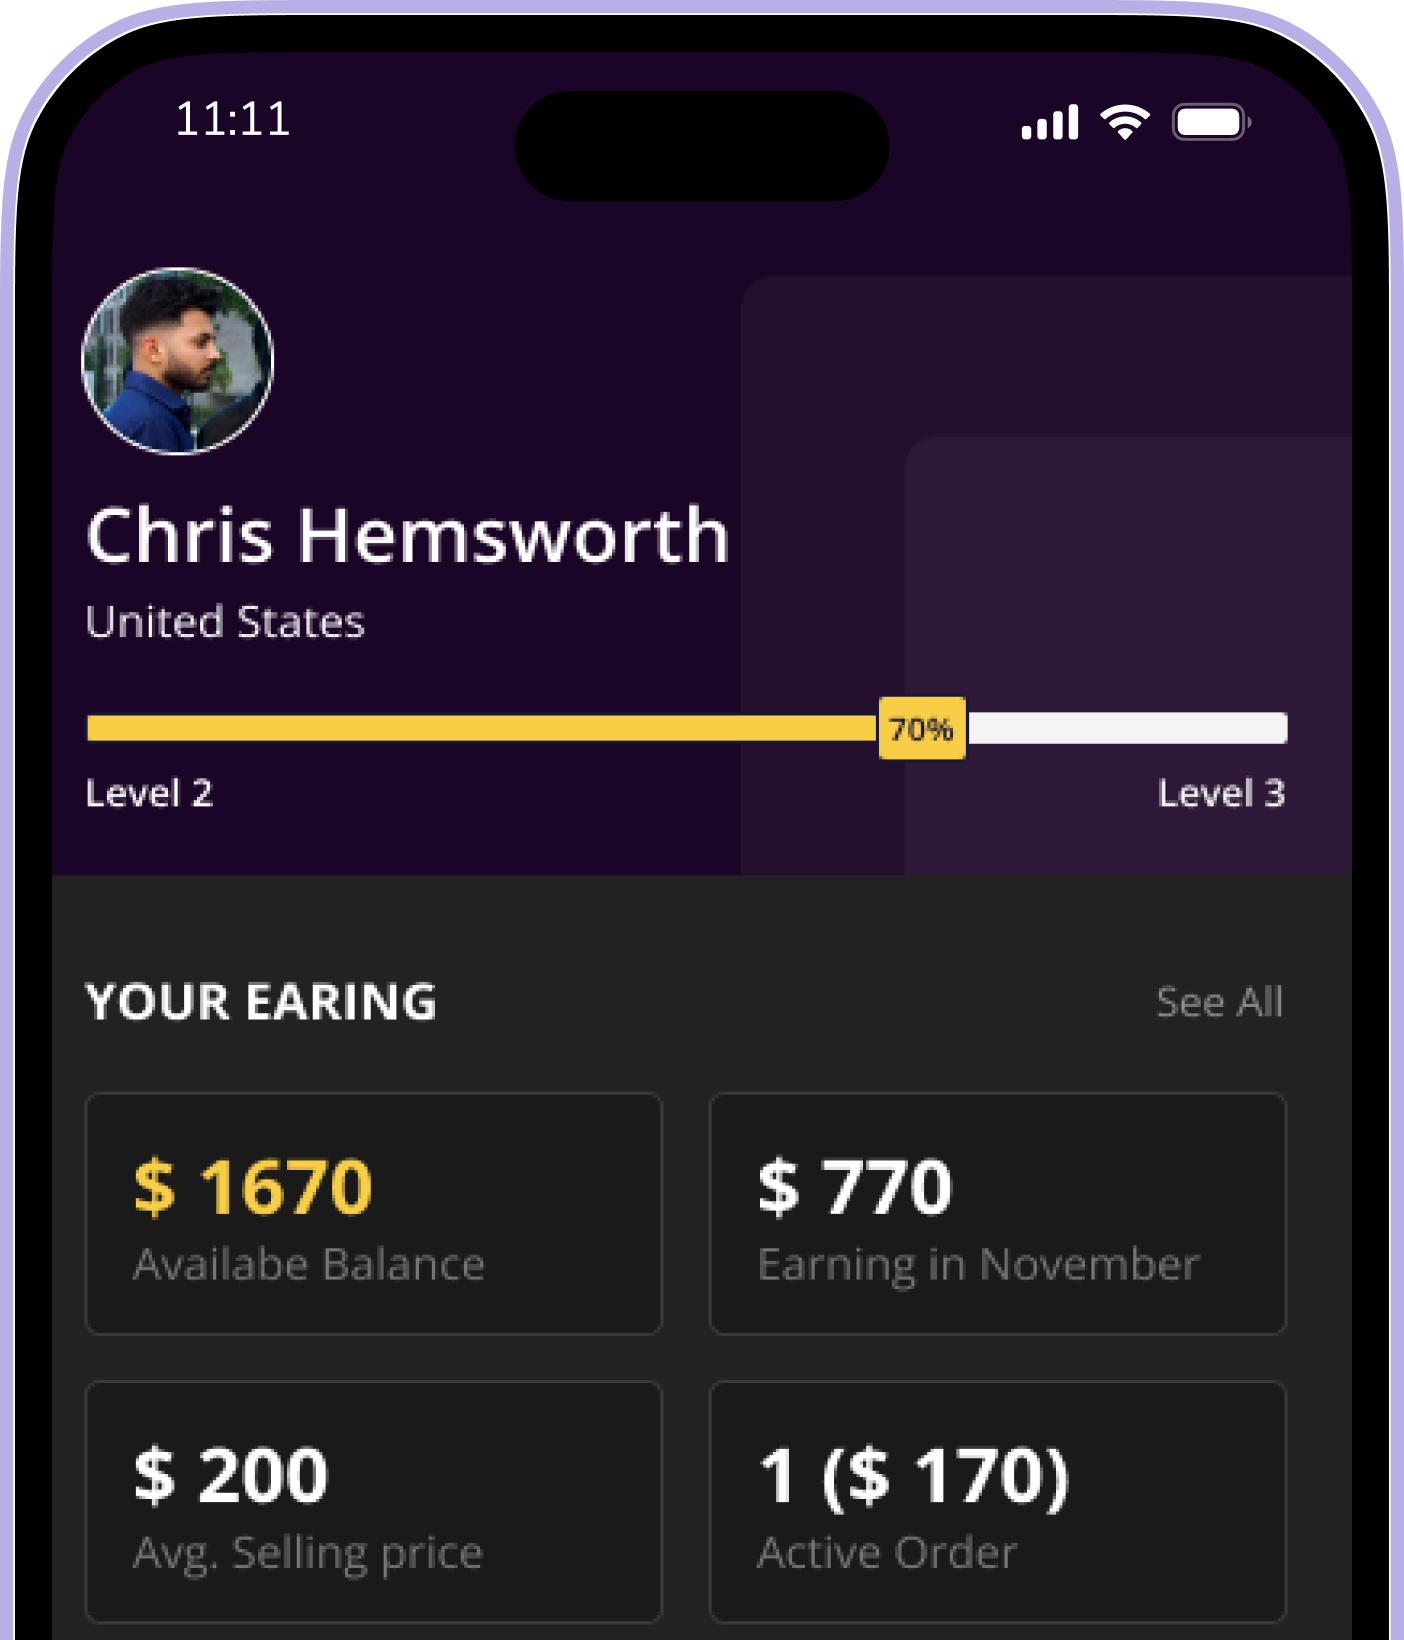 11:11
Chris Hemsworth
United States
70%
Level 2 Level 3
YOUR EARING See All
$ 1670 $ 770
Availabe Balance Earning in November
$ 200 1 ($ 170)
Avg. Selling price Active Order